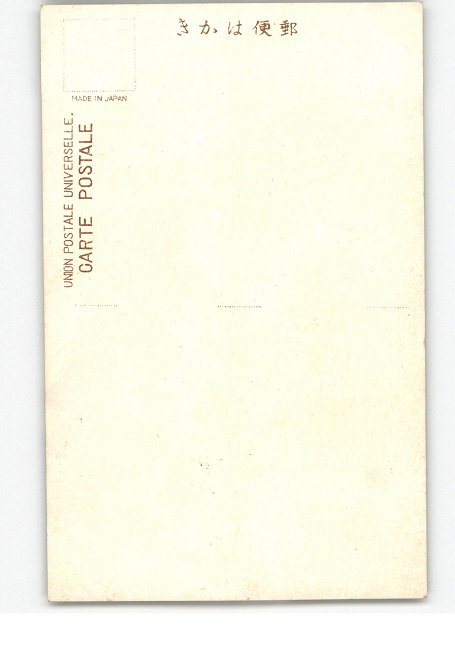 きかは便郵
MADE IN JAPAN
UNION POSTALE UNIVERSELLE.
CARTE POSTALE